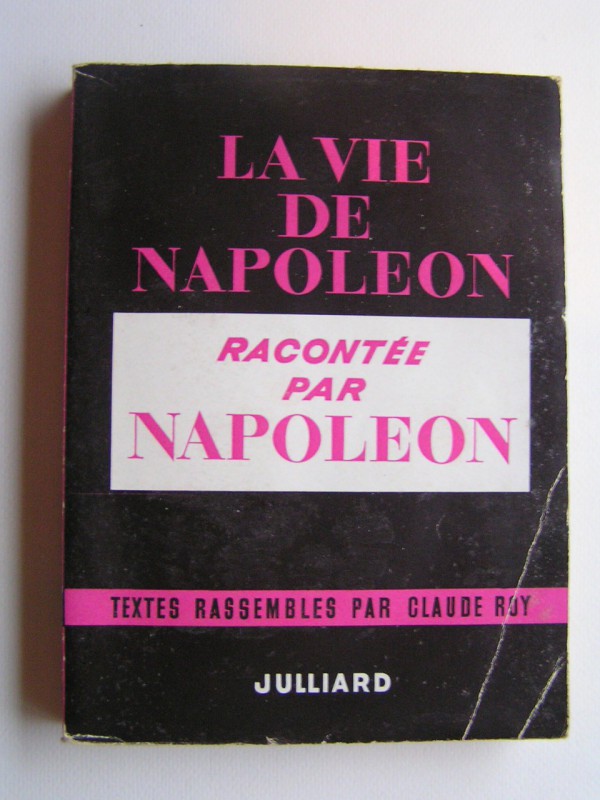 LA VIE
DE
NAPOLEON
RACONTÉE
PAR
NAPOLEON
TEXTES RASSEMBLES PAR CLAUDE ROY
JULLIARD